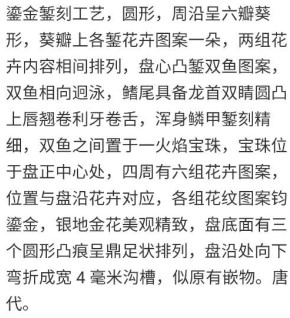 鎏金錾刻工艺，圆形，周沿呈六瓣葵
形，葵瓣上各錾花卉图案一朵，两组花
卉内容相间排列，盘心凸錾双鱼图案，
双鱼相向迥泳，鳍尾具备龙首双睛圆凸
上唇翘卷利牙卷舌，浑身鳞甲錾刻精
细，双鱼之间置于一火焰宝珠，宝珠位
于盘正中心处，四周有六组花卉图案，
位置与盘沿花卉对应，各组花纹图案钧
鎏金，银地金花美观精致，盘底面有三
个圆形凸痕呈鼎足状排列，盘沿处向下
弯折成宽 4 毫米沟槽，似原有嵌物。唐
代。